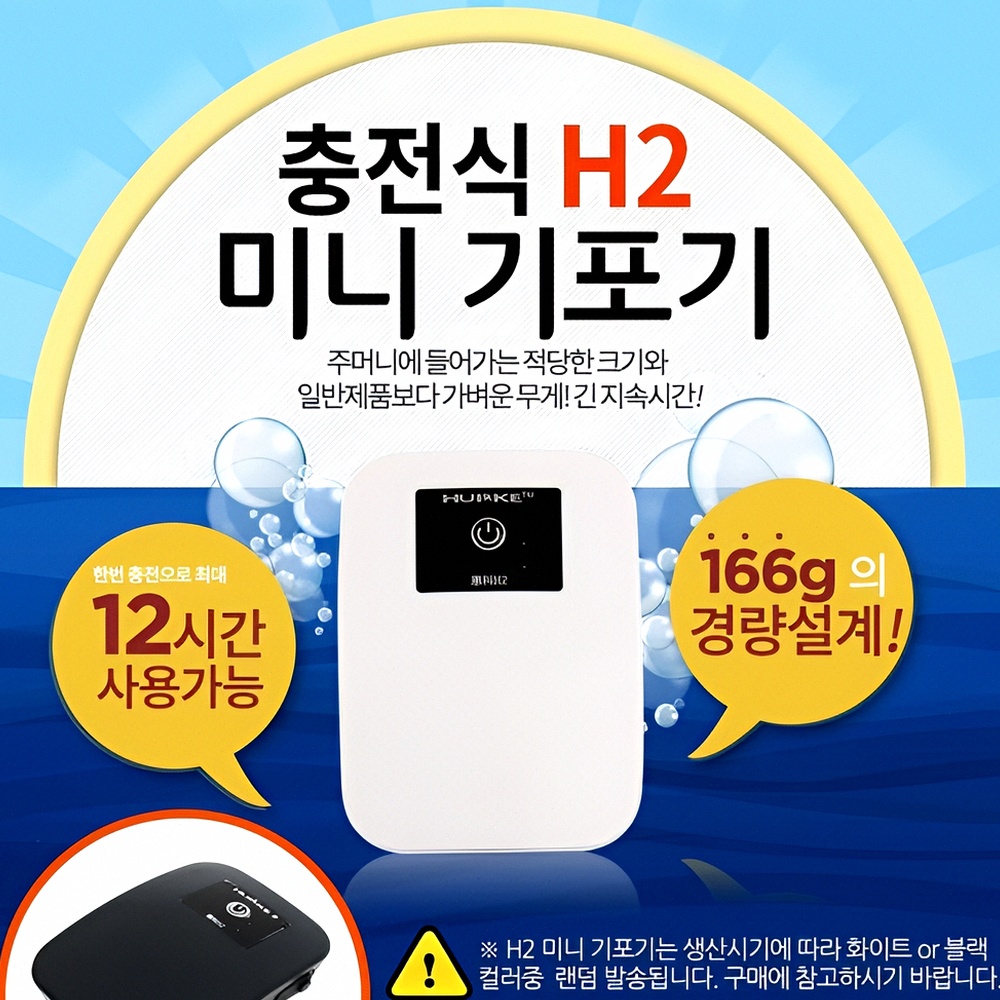 충전식 H2
미니 기포기
주머니에 들어가는 적당한 크기와
일반제품보다 가벼운 무게! 긴 지속시간!
한번 충전으로 최대
12시간
사용가능
166g 의
경량설계!
※ H2 미니 기포기는 생산시기에 따라 화이트 or 블랙
컬러중 랜덤 발송됩니다. 구매에 참고하시기 바랍니다.